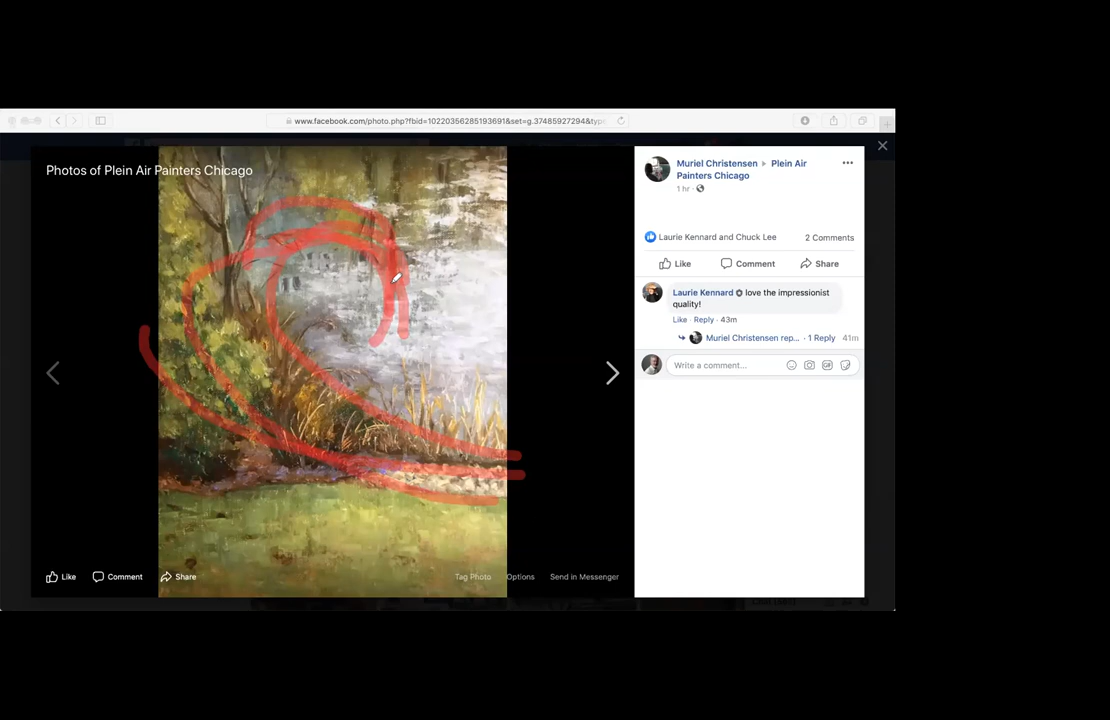 www.facebook.com/photo.php?fbid=10220356285193691&set=g.37485927294&type
Photos of Plein Air Painters Chicago
Muriel Christensen ▸ Plein Air
Painters Chicago
1 hr ·
Laurie Kennard and Chuck Lee 2 Comments
Like Comment Share
Laurie Kennard love the impressionist
quality!
Like · Reply · 43m
Muriel Christensen rep... · 1 Reply 41m
Write a comment...
GIF
Like Comment Share Tag Photo Options Send in Messenger